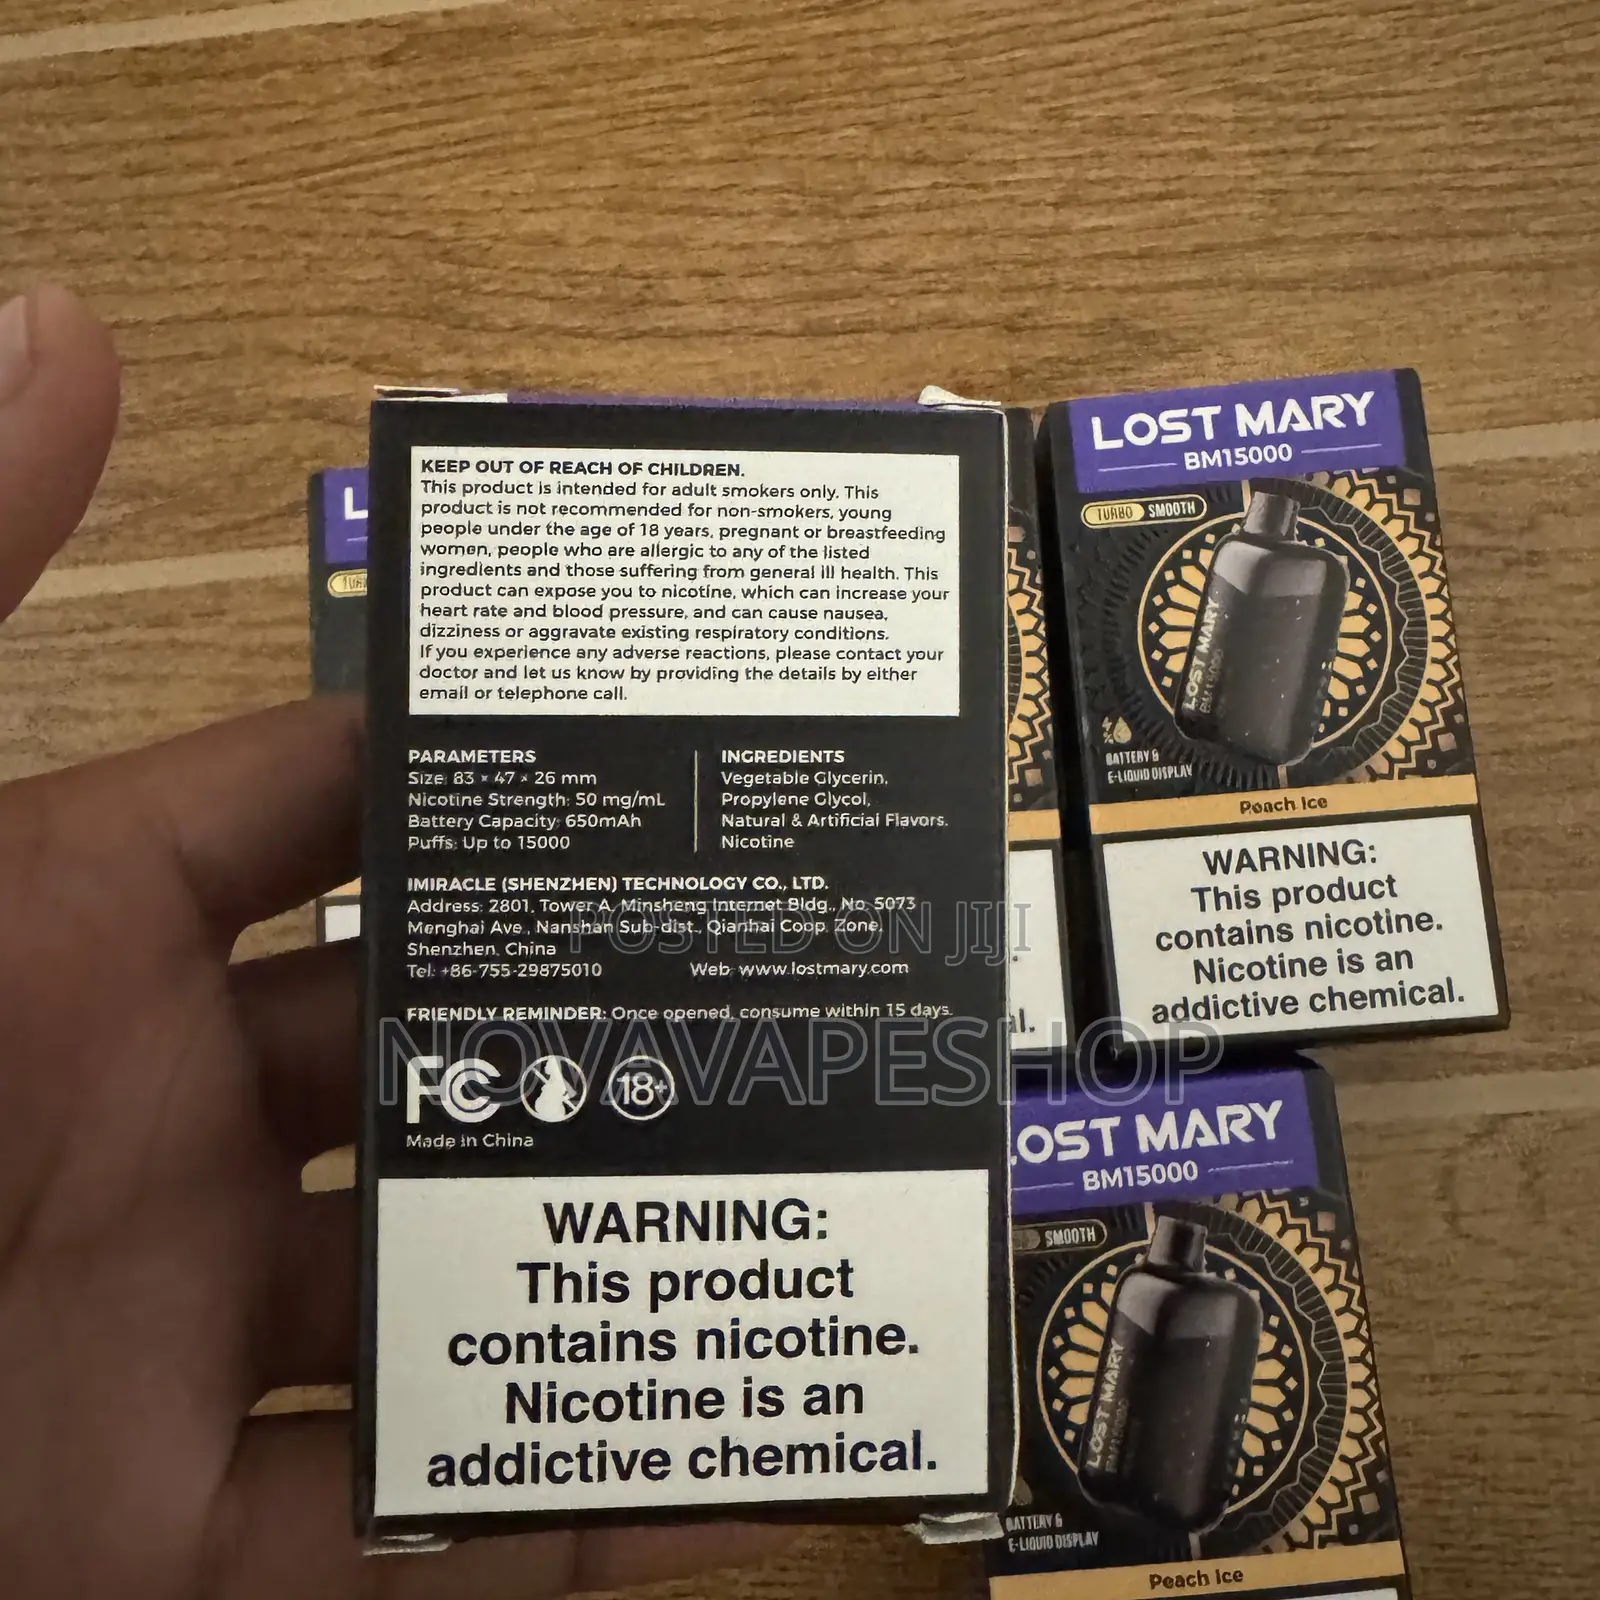 KEEP OUT OF REACH OF CHILDREN.
This product is intended for adult smokers only. This
product is not recommended for non-smokers, young
people under the age of 18 years, pregnant or breastfeeding
women, people who are allergic to any of the listed
ingredients and those suffering from general ill health. This
product can expose you to nicotine, which can increase your
heart rate and blood pressure, and can cause nausea,
dizziness or aggravate existing respiratory conditions.
If you experience any adverse reactions, please contact your
doctor and let us know by providing the details by either
email or telephone call.
PARAMETERS
Size: 83 × 47 × 26 mm
Nicotine Strength: 50 mg/mL
Battery Capacity: 650mAh
Puffs: Up to 15000
INGREDIENTS
Vegetable Glycerin,
Propylene Glycol,
Natural & Artificial Flavors.
Nicotine
IMIRACLE (SHENZHEN) TECHNOLOGY CO., LTD.
Address: 2801, Tower A, Minsheng Internet Bldg., No. 5073
Menghai Ave., Nanshan Sub-dist., Qianhai Coop. Zone,
Shenzhen, China
Tel: +86-755-29875010 Web: www.lostmary.com
FRIENDLY REMINDER: Once opened, consume within 15 days.
FC 18+
Made in China
WARNING:
This product
contains nicotine.
Nicotine is an
addictive chemical.
LOST MARY
BM15000
TURBO SMOOTH
LOST MARY
BM15000
BATTERY &
E-LIQUID DISPLAY
Peach Ice
WARNING:
This product
contains nicotine.
Nicotine is an
addictive chemical.
LOST MARY
BM15000
SMOOTH
LOST MARY
BM15000
BATTERY &
E-LIQUID DISPLAY
Peach Ice
POSTED ON JIJI
NOVAVAPESHOP